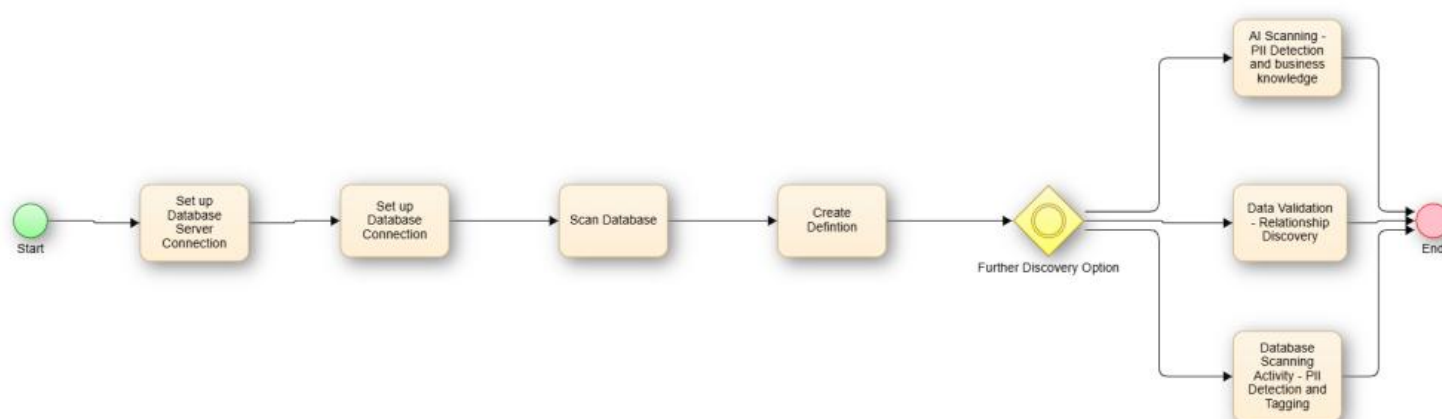 Start
Set up
Database
Server
Connection
Set up
Database
Connection
Scan Database
Create
Defintion
Further Discovery Option
AI Scanning -
PII Detection
and business
knowledge
Data Validation
- Relationship
Discovery
Database
Scanning
Activity - PII
Detection and
Tagging
End